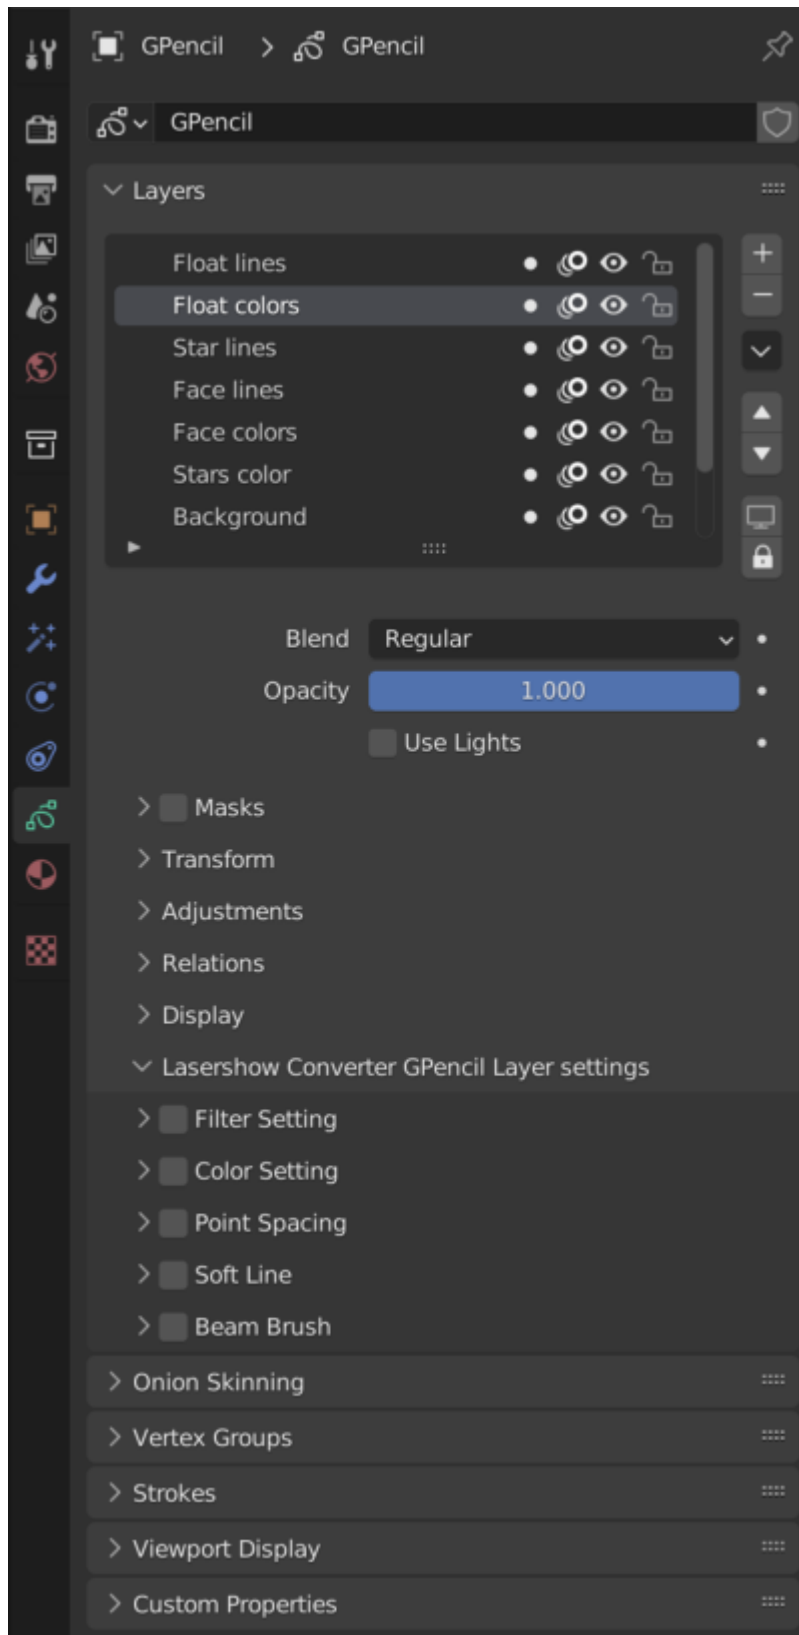 GPencil > GPencil
GPencil
Layers
Float lines
Float colors
Star lines
Face lines
Face colors
Stars color
Background
Blend Regular
Opacity 1.000
Use Lights
Masks
Transform
Adjustments
Relations
Display
Lasershow Converter GPencil Layer settings
Filter Setting
Color Setting
Point Spacing
Soft Line
Beam Brush
Onion Skinning
Vertex Groups
Strokes
Viewport Display
Custom Properties